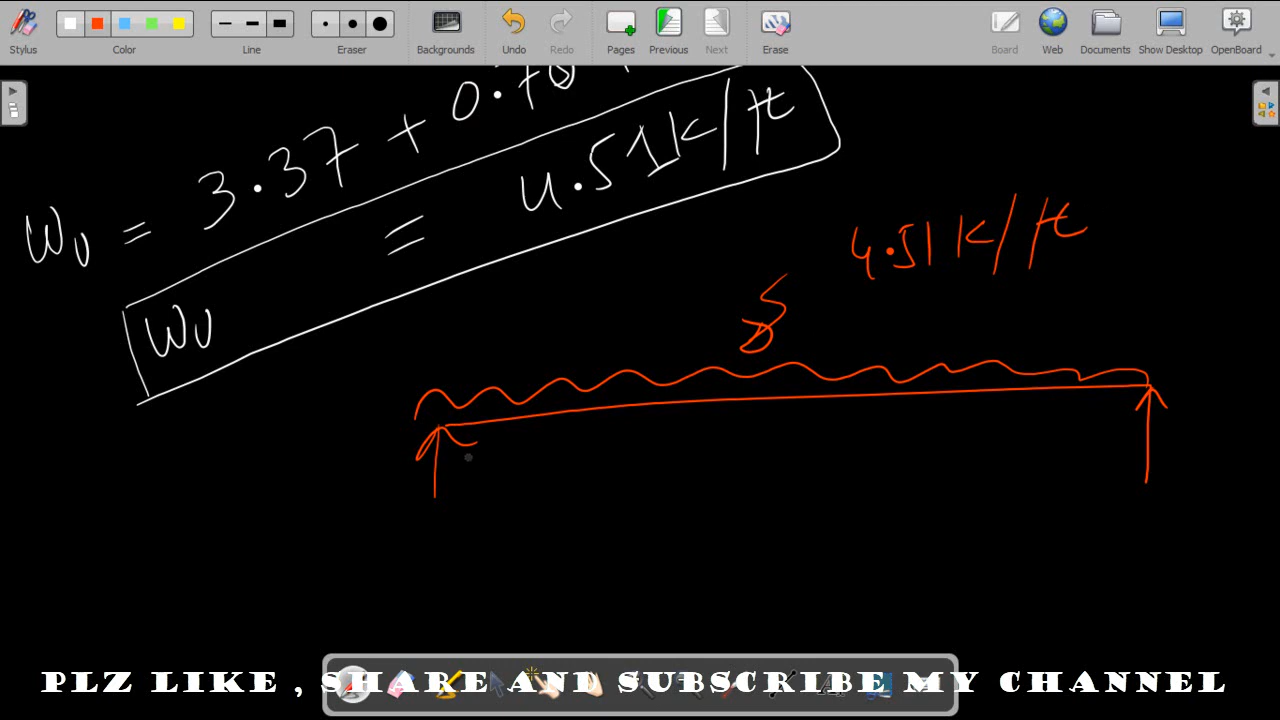 Stylus Color Line Eraser Backgrounds Undo Redo Pages Previous Next Erase Board Web Documents Show Desktop OpenBoard
Wu = 3.37 + 0.78
Wu = 4.51 k/ft
4.51 k/ft
PLZ LIKE , SHARE AND SUBSCRIBE MY CHANNEL